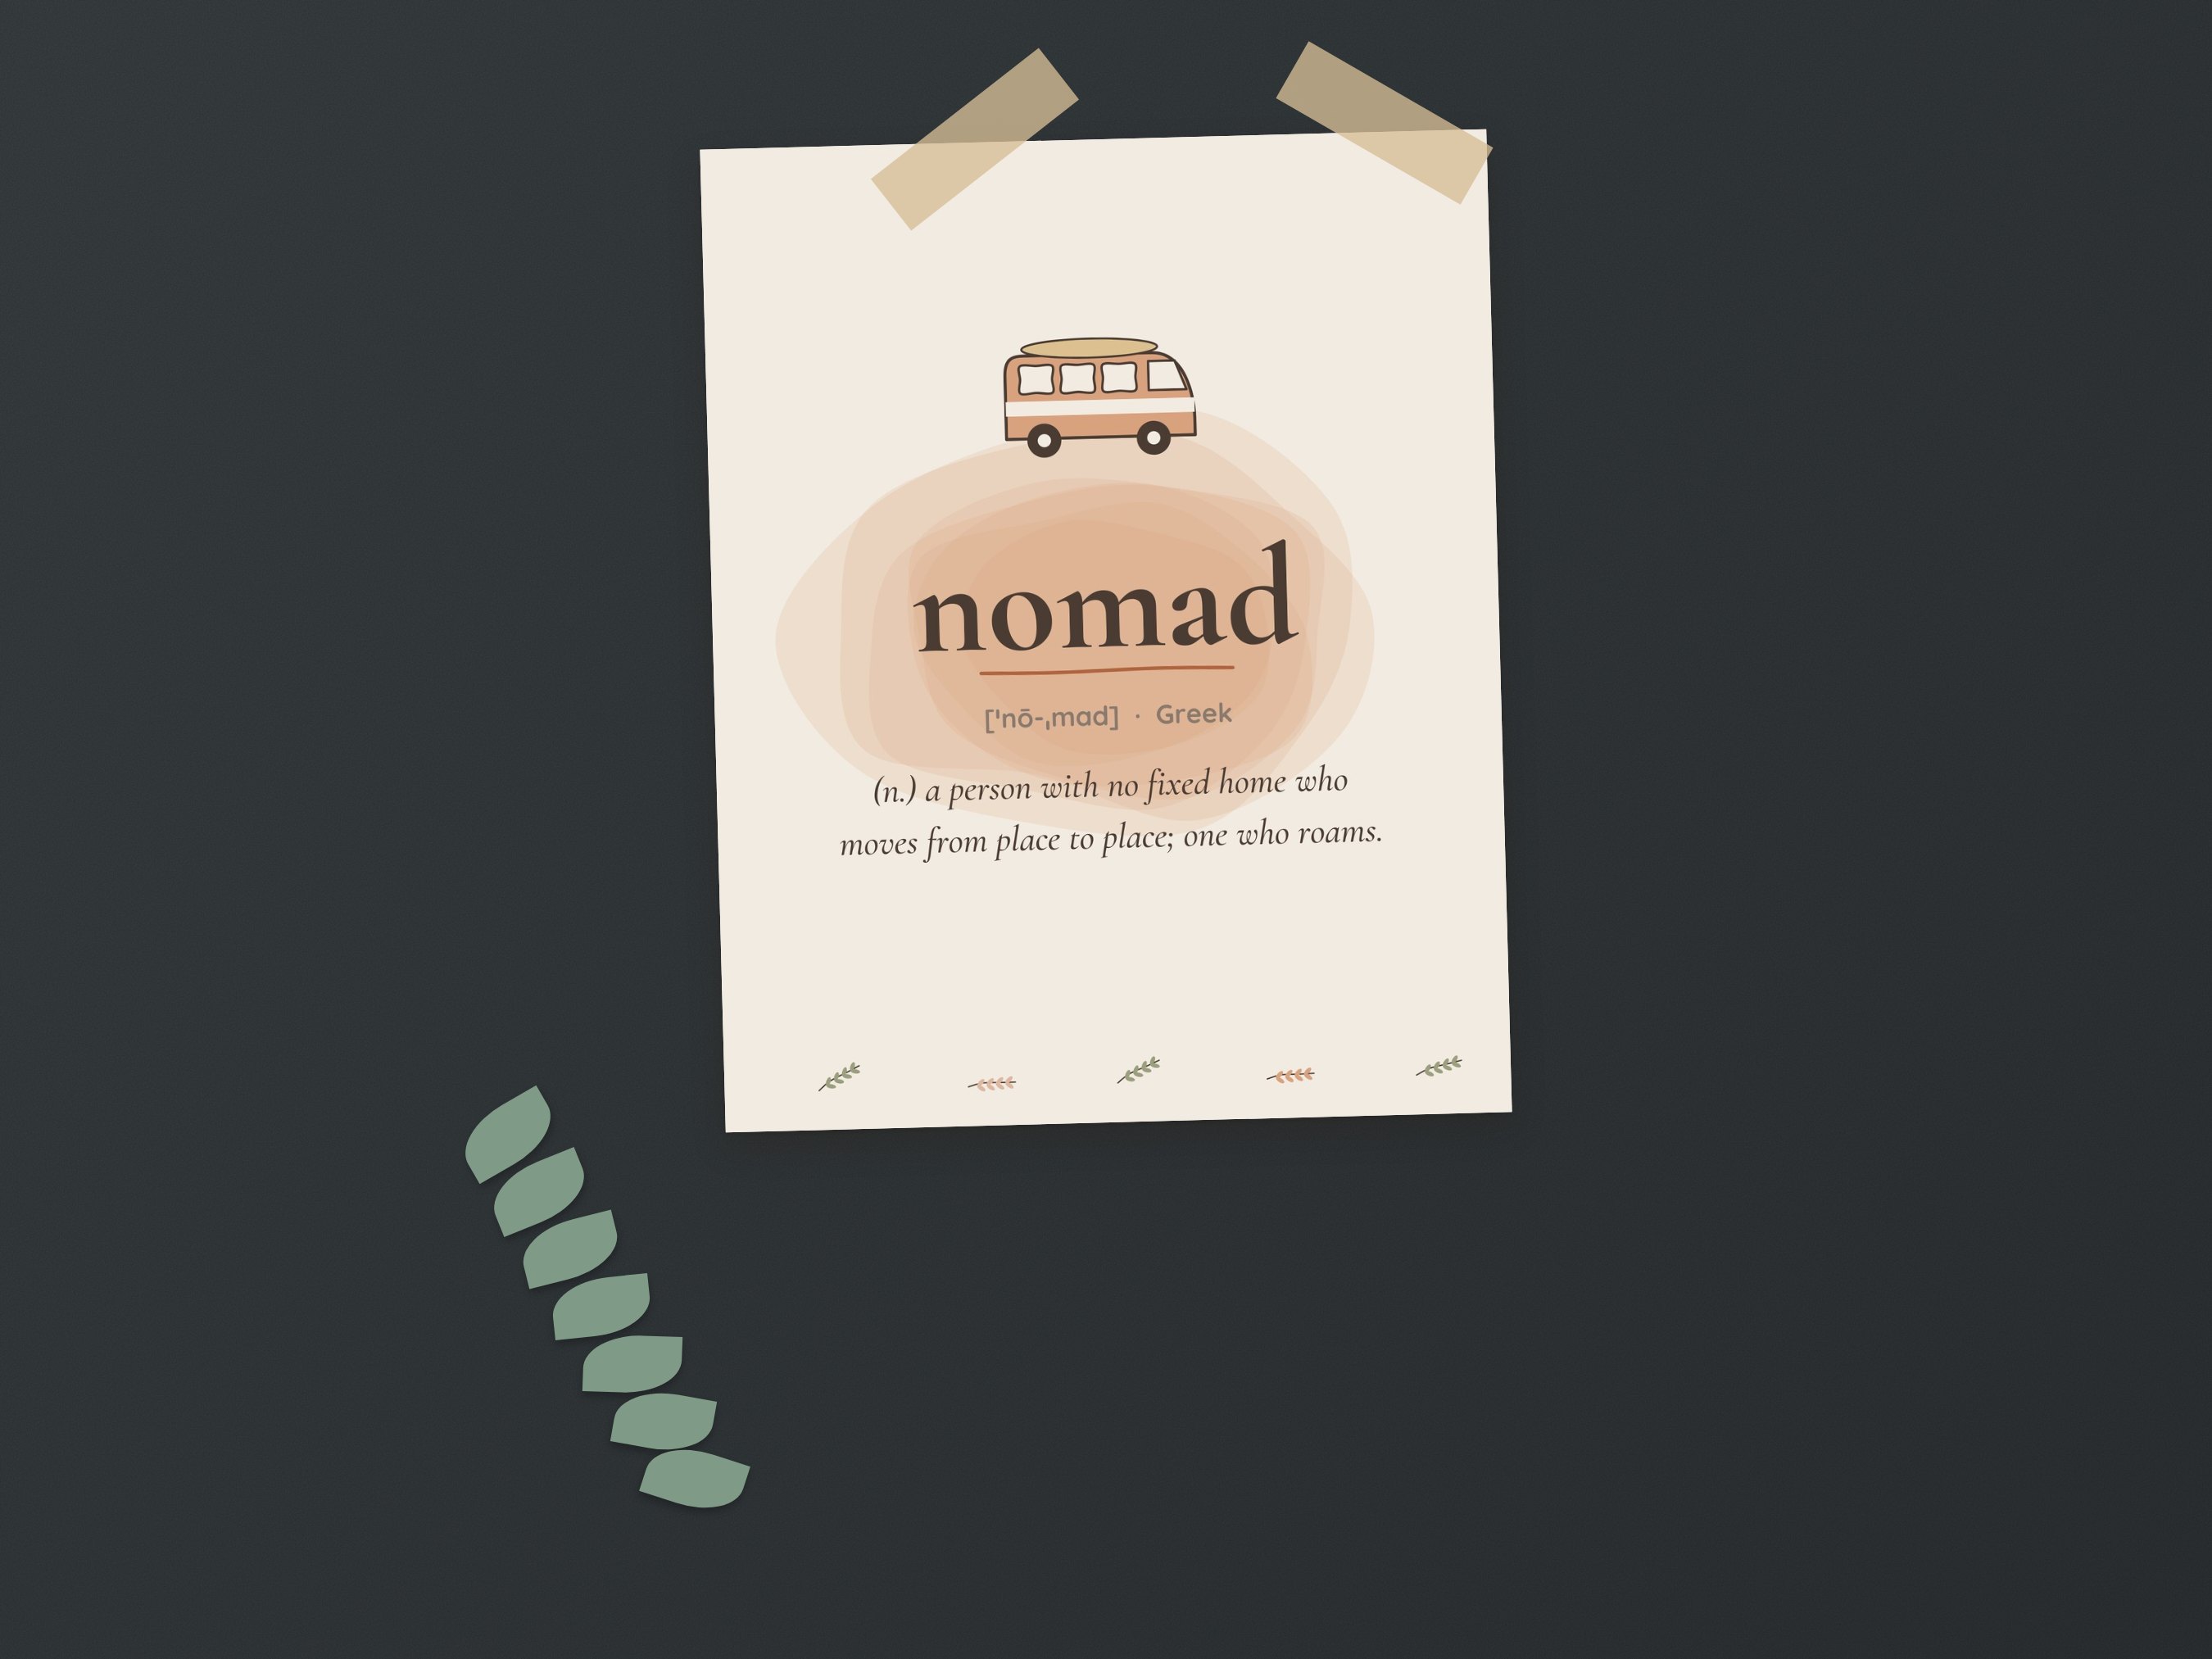 nomad
[ˈnō-ˌmad] · Greek
(n.) a person with no fixed home who
moves from place to place; one who roams.